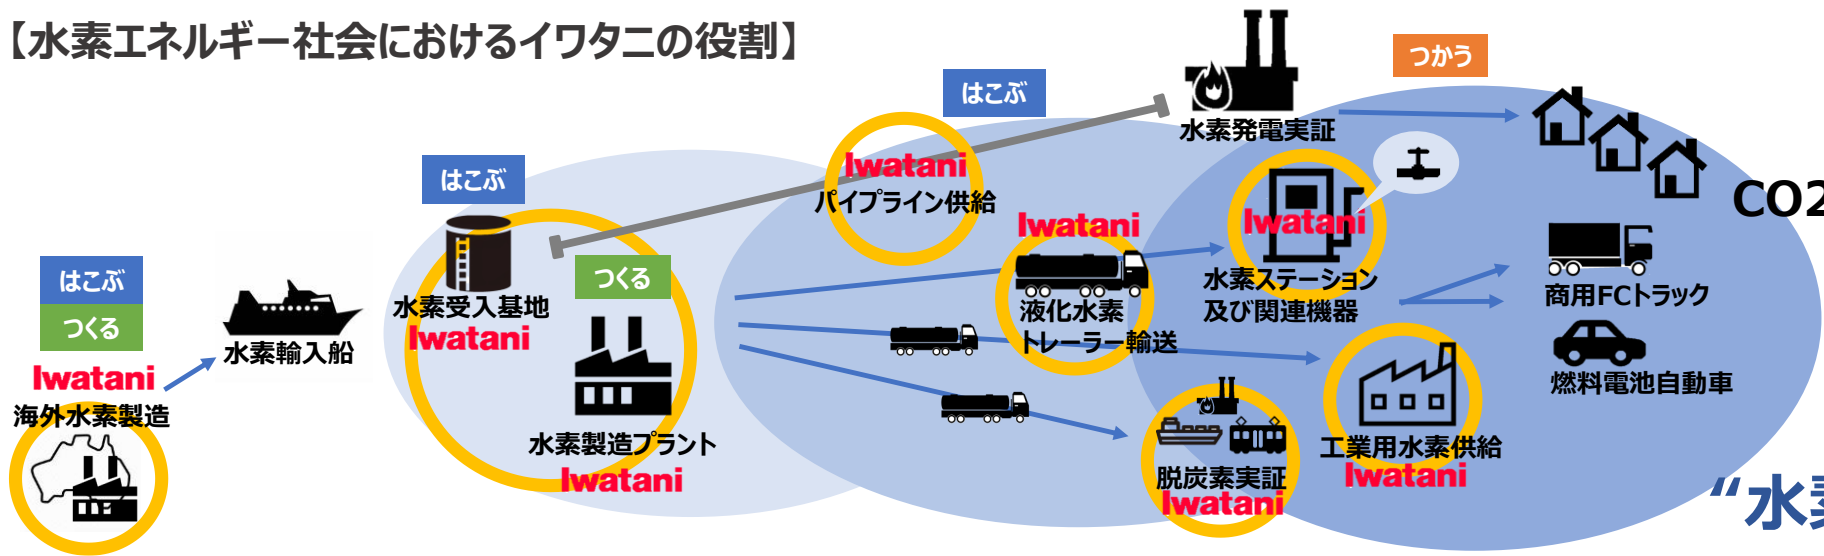 【水素エネルギー社会におけるイワタニの役割】
つかう
はこぶ
水素発電実証
Iwatani
パイプライン供給
はこぶ
CO2
Iwatani
Iwatani
水素ステーション
及び関連機器
はこぶ
つくる
つくる
水素受入基地
Iwatani
液化水素
トレーラー輸送
商用FCトラック
水素輸入船
Iwatani
海外水素製造
燃料電池自動車
水素製造プラント
Iwatani
工業用水素供給
Iwatani
脱炭素実証
Iwatani
“水素